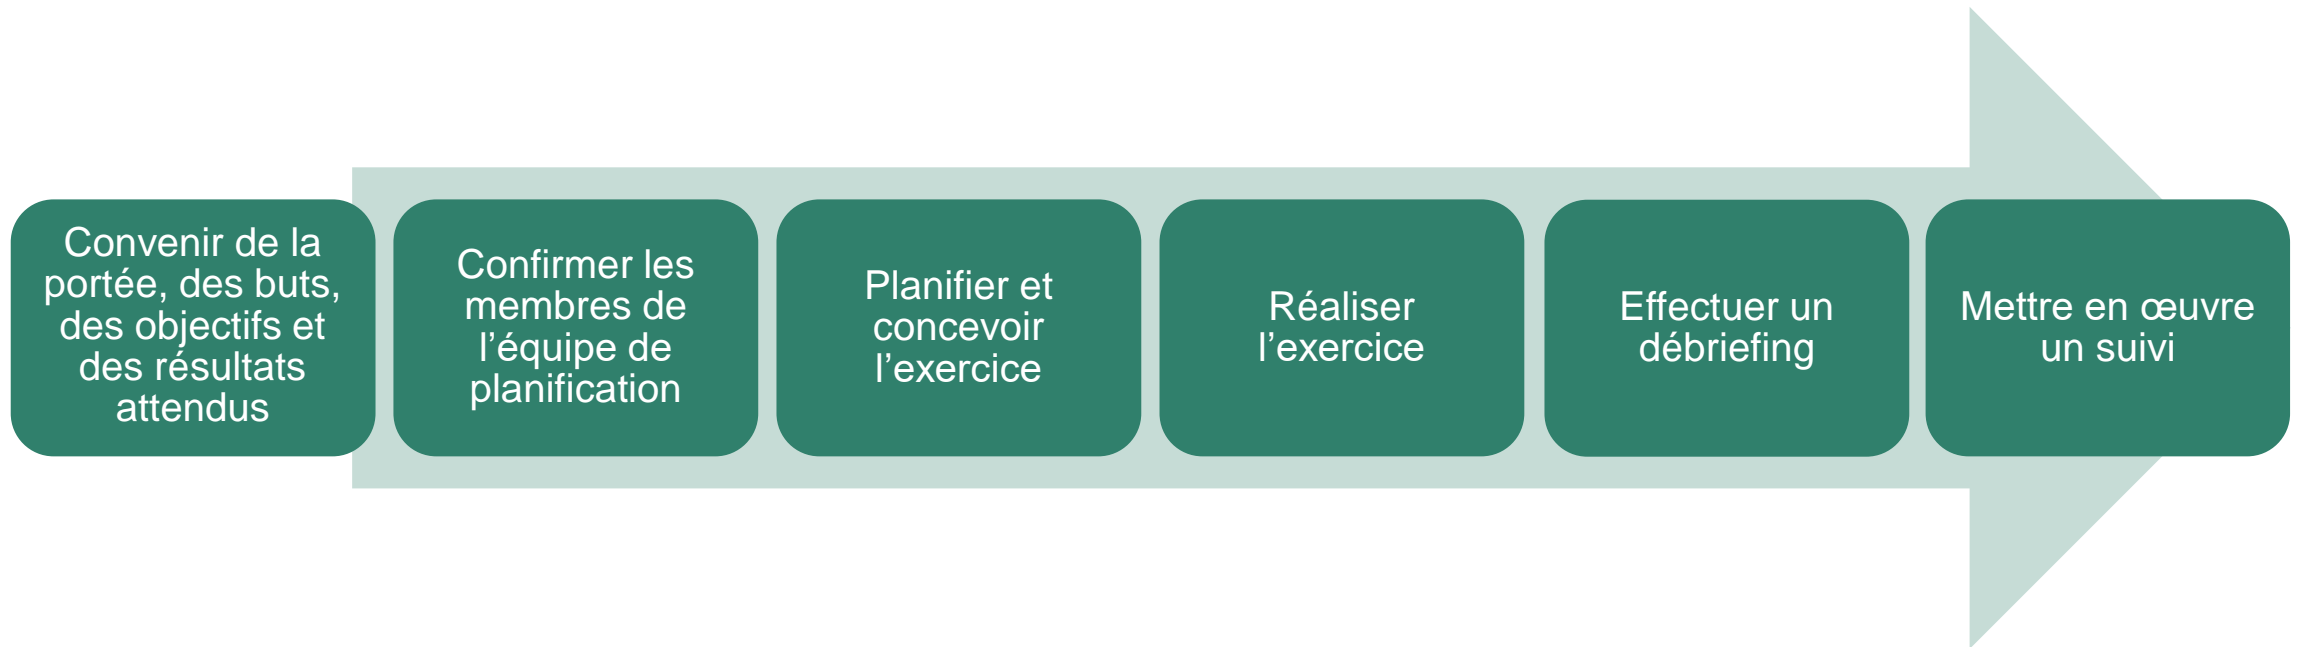 Convenir de la
portée, des buts,
des objectifs et
des résultats
attendus
Confirmer les
membres de
l’équipe de
planification
Planifier et
concevoir
l’exercice
Réaliser
l’exercice
Effectuer un
débriefing
Mettre en œuvre
un suivi